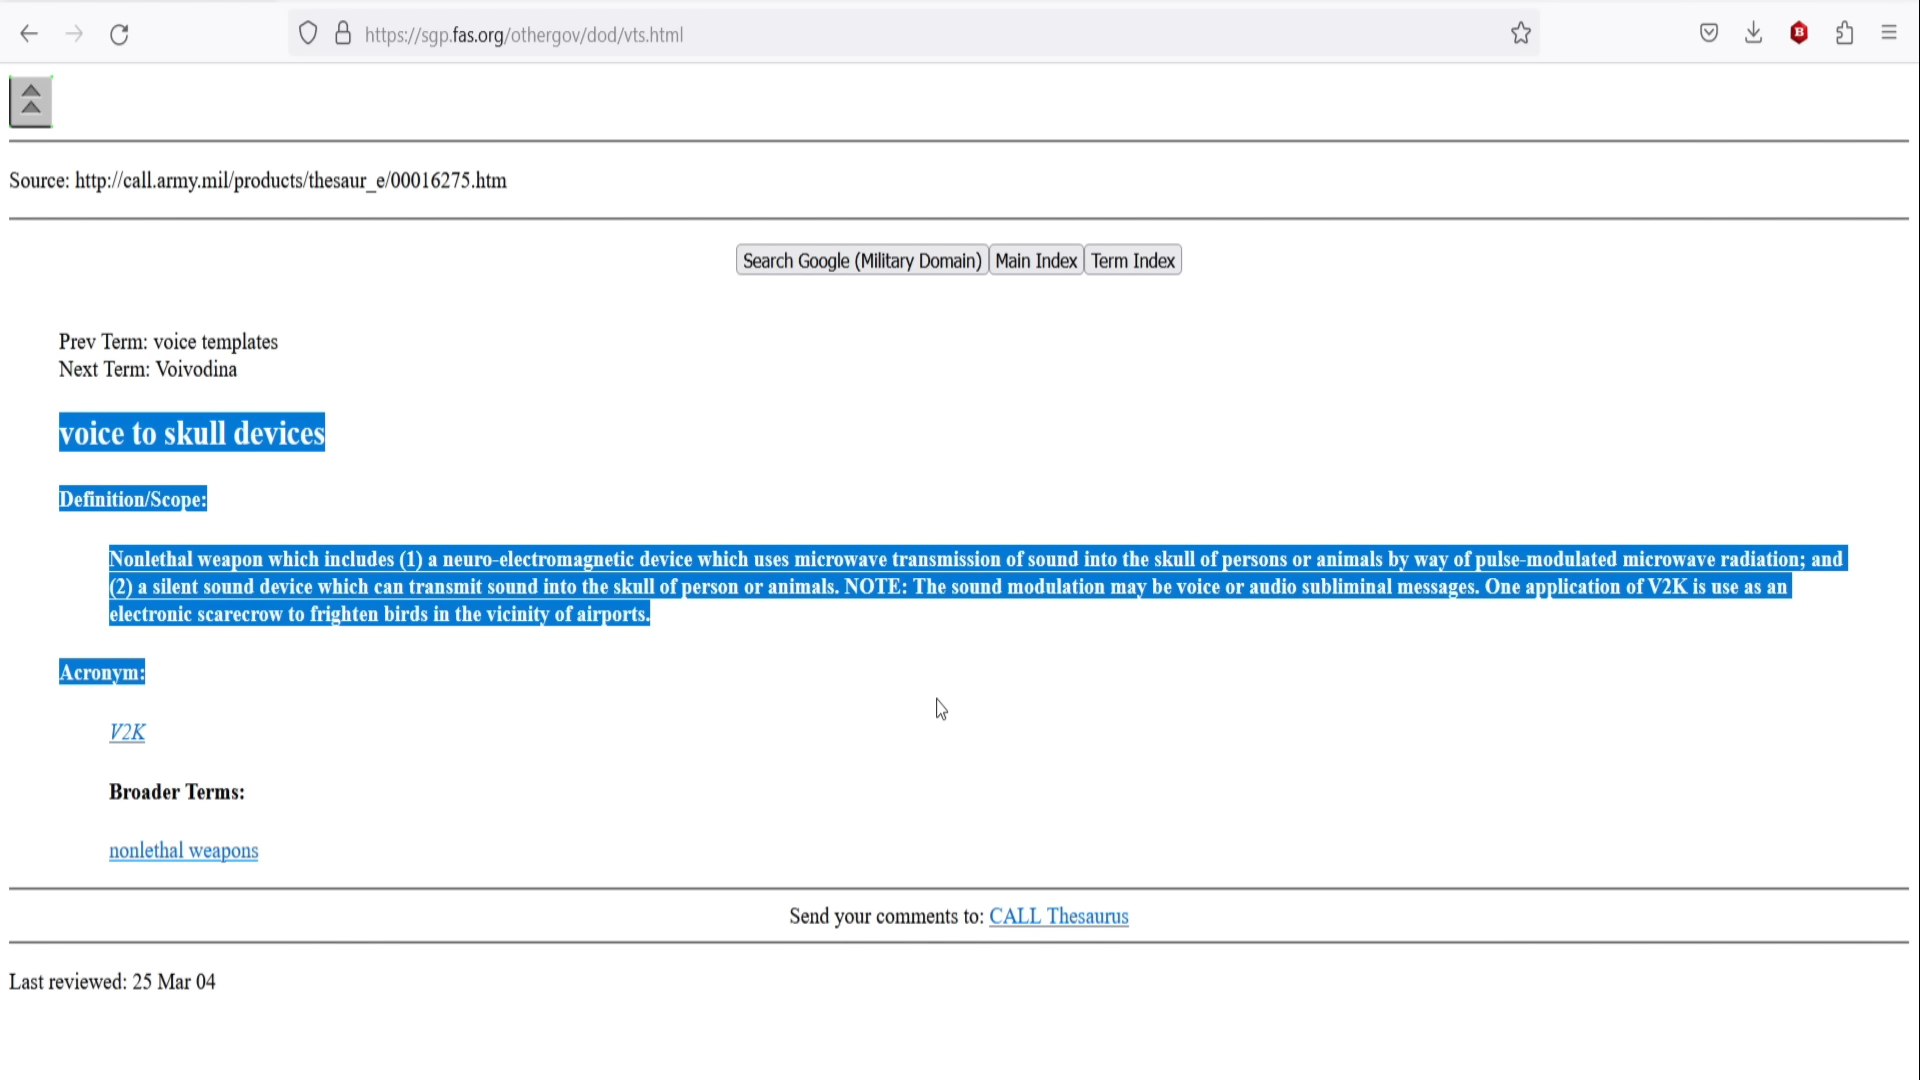 https://sgp.fas.org/othergov/dod/vts.html
Source: http://call.army.mil/products/thesaur_e/00016275.htm
Search Google (Military Domain) Main Index Term Index
Prev Term: voice templates
Next Term: Voivodina
voice to skull devices
Definition/Scope:
Nonlethal weapon which includes (1) a neuro-electromagnetic device which uses microwave transmission of sound into the skull of persons or animals by way of pulse-modulated microwave radiation; and
(2) a silent sound device which can transmit sound into the skull of person or animals. NOTE: The sound modulation may be voice or audio subliminal messages. One application of V2K is use as an
electronic scarecrow to frighten birds in the vicinity of airports.
Acronym:
V2K
Broader Terms:
nonlethal weapons
Send your comments to: CALL Thesaurus
Last reviewed: 25 Mar 04